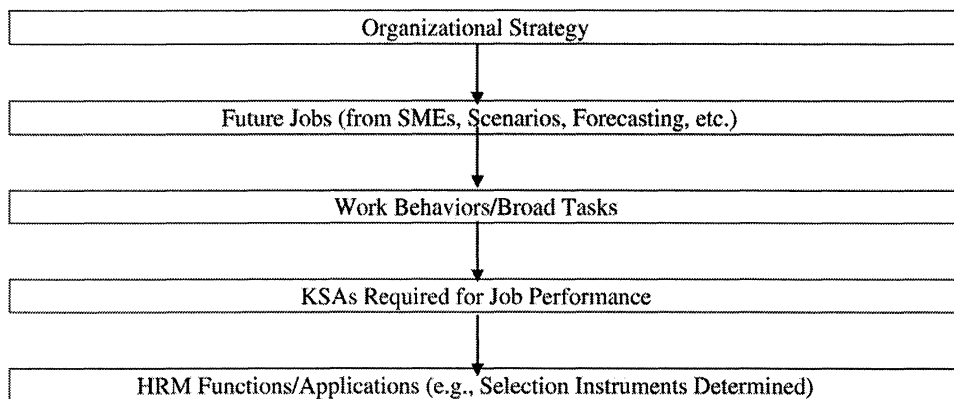 Organizational Strategy
Future Jobs (from SMEs, Scenarios, Forecasting, etc.)
Work Behaviors/Broad Tasks
KSAs Required for Job Performance
HRM Functions/Applications (e.g., Selection Instruments Determined)